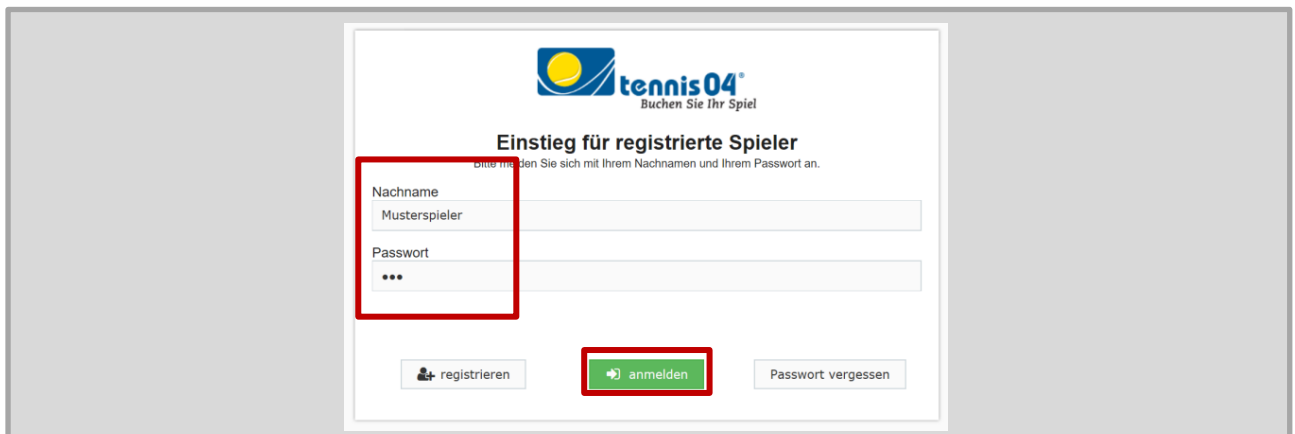 tennis04®
Buchen Sie Ihr Spiel
Einstieg für registrierte Spieler
Bitte melden Sie sich mit Ihrem Nachnamen und Ihrem Passwort an.
Nachname
Musterspieler
Passwort
•••
registrieren
anmelden
Passwort vergessen